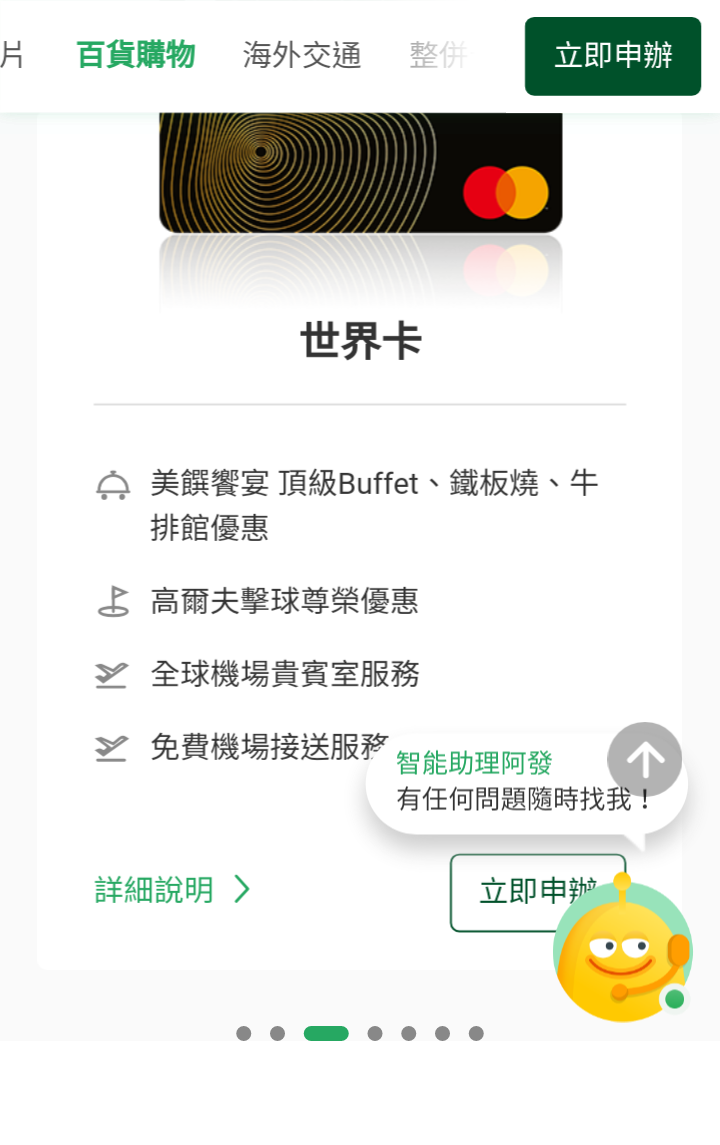 片 百貨購物 海外交通 整併 立即申辦
世界卡
美饌饗宴 頂級Buffet、鐵板燒、牛
排館優惠
高爾夫擊球尊榮優惠
全球機場貴賓室服務
免費機場接送服務
智能助理阿發
有任何問題隨時找我！
詳細說明
立即申辦